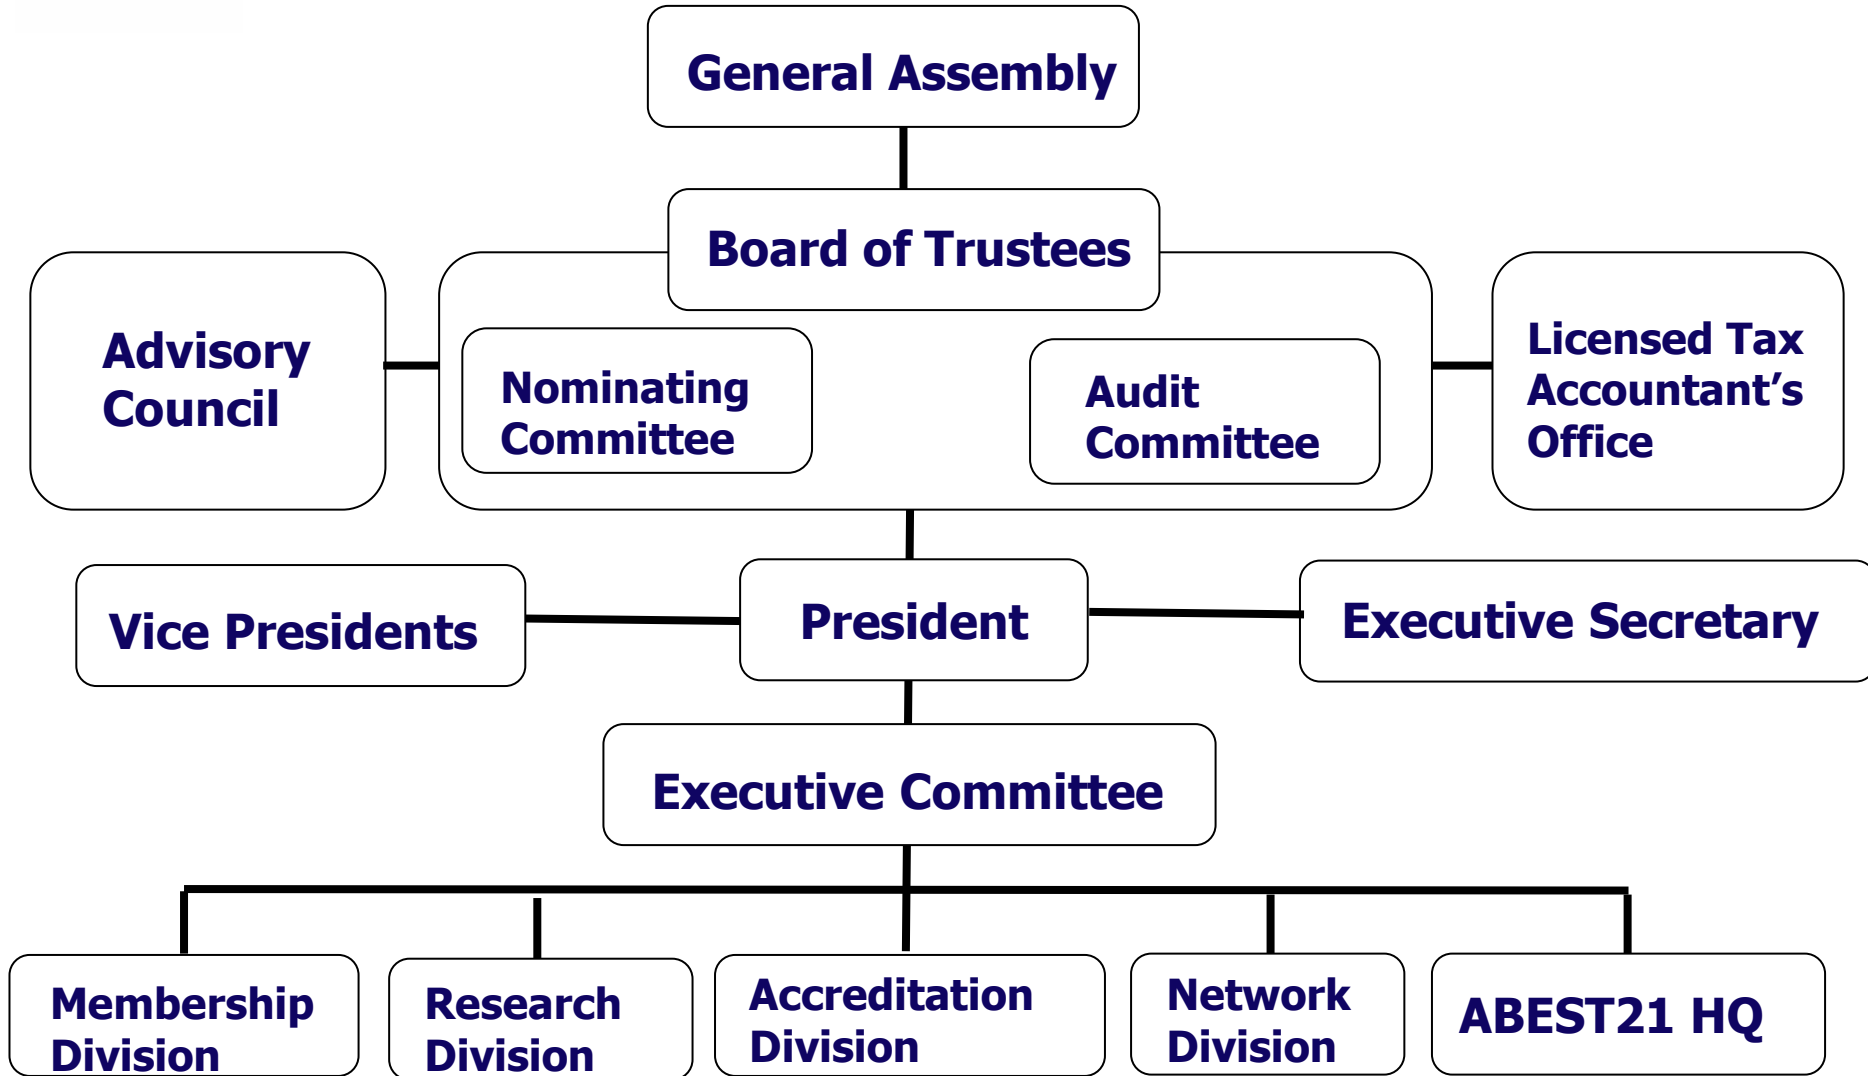 General Assembly
Board of Trustees
Advisory
Council
Nominating
Committee
Audit
Committee
Licensed Tax
Accountant’s
Office
Vice Presidents
President
Executive Secretary
Executive Committee
Membership
Division
Research
Division
Accreditation
Division
Network
Division
ABEST21 HQ